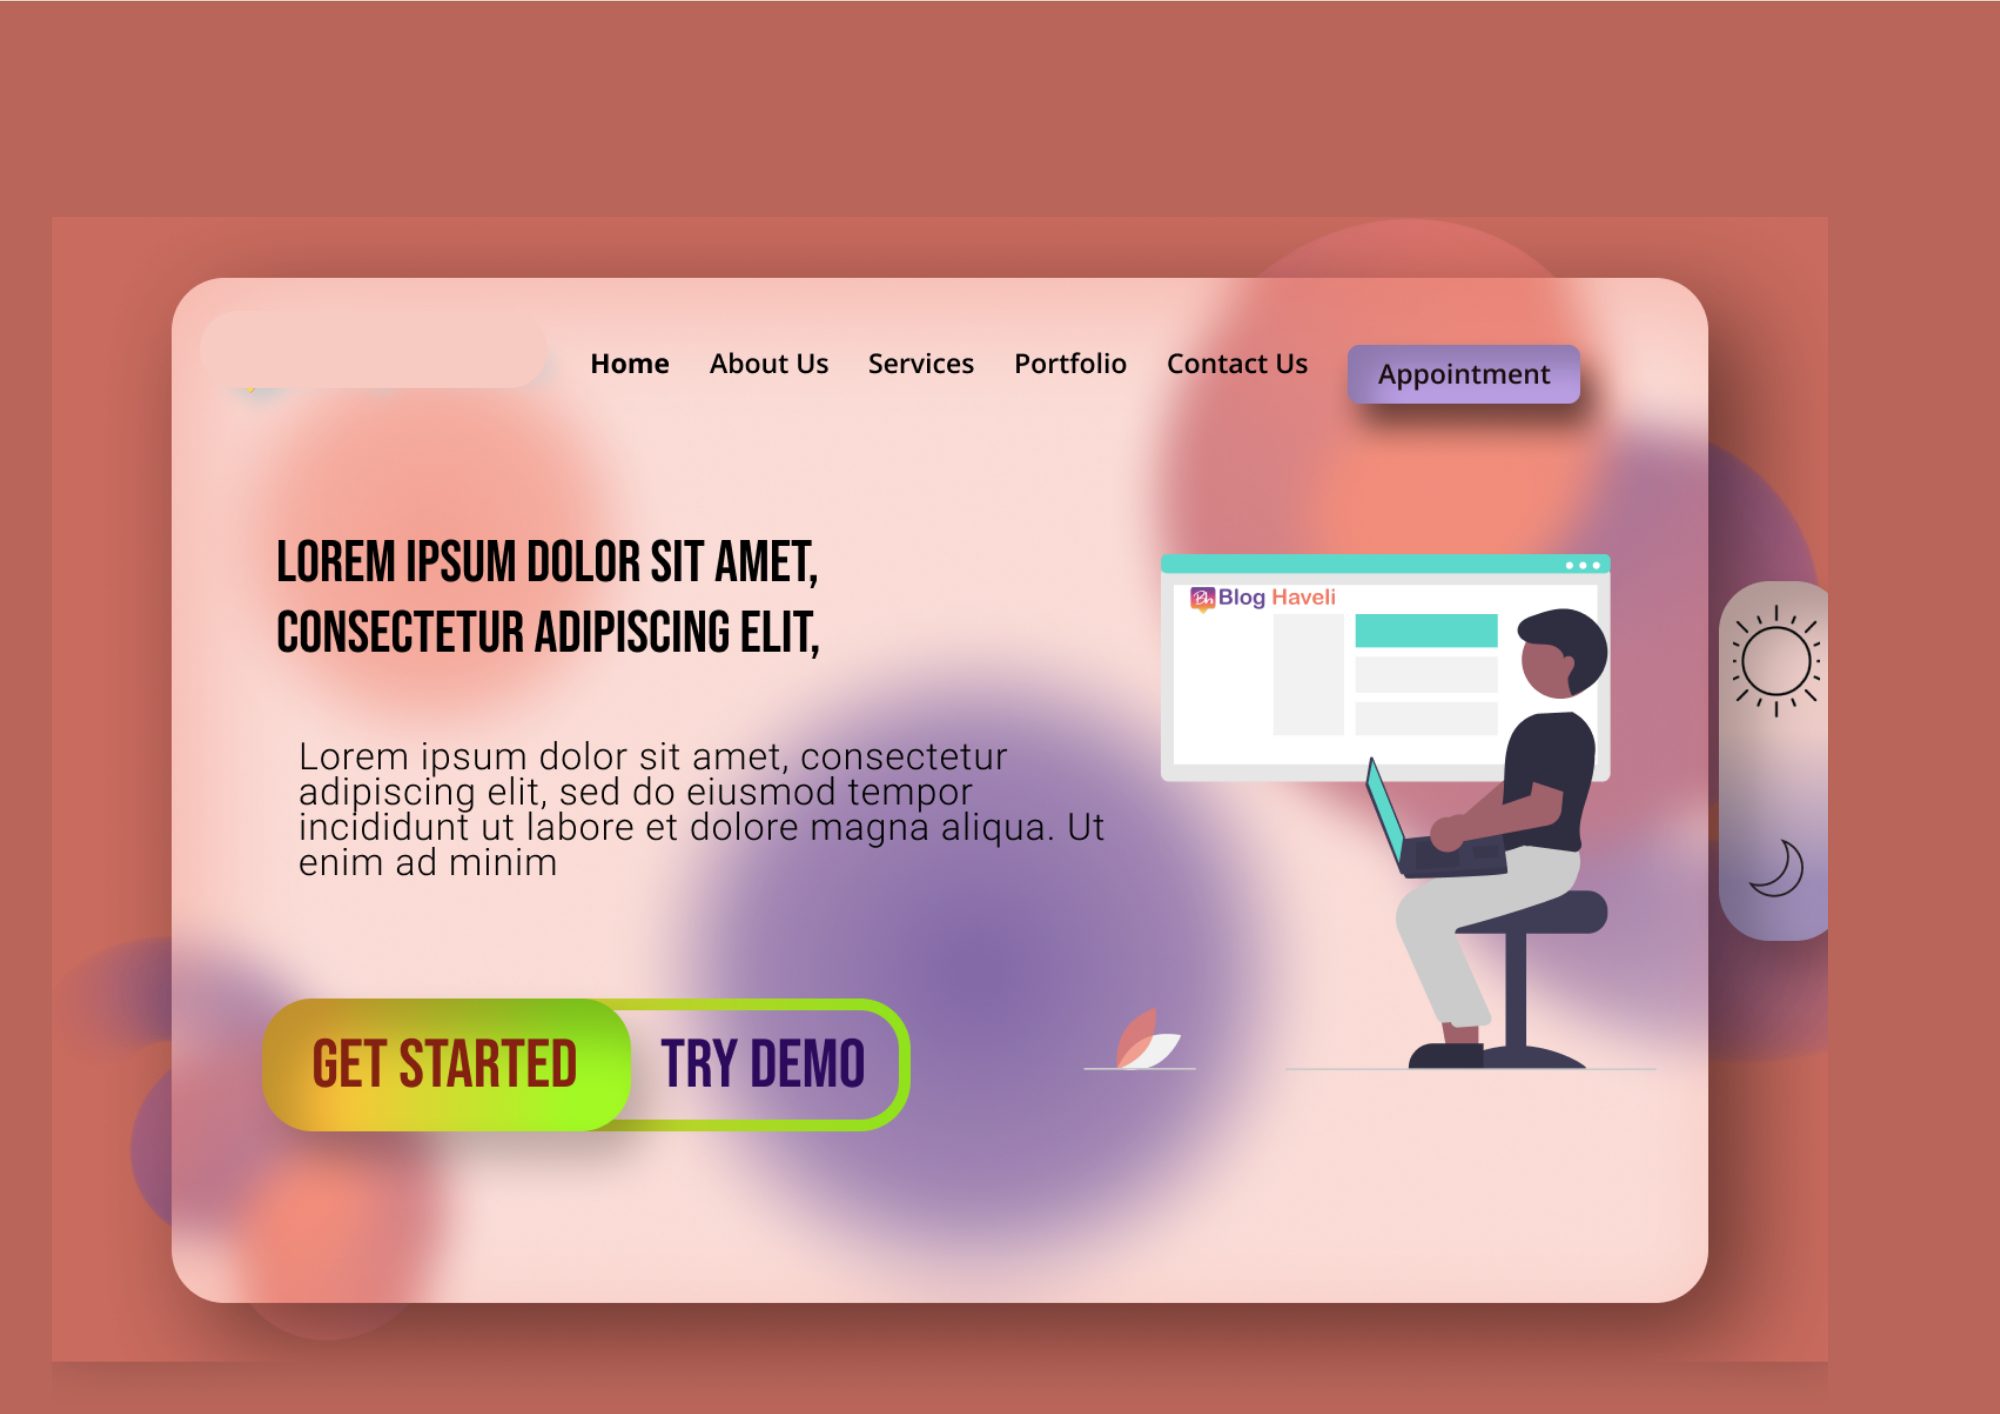 Home About Us Services Portfolio Contact Us Appointment
LOREM IPSUM DOLOR SIT AMET,
CONSECTETUR ADIPISCING ELIT,
Bh Blog Haveli
Lorem ipsum dolor sit amet, consectetur
adipiscing elit, sed do eiusmod tempor
incididunt ut labore et dolore magna aliqua. Ut
enim ad minim
GET STARTED TRY DEMO